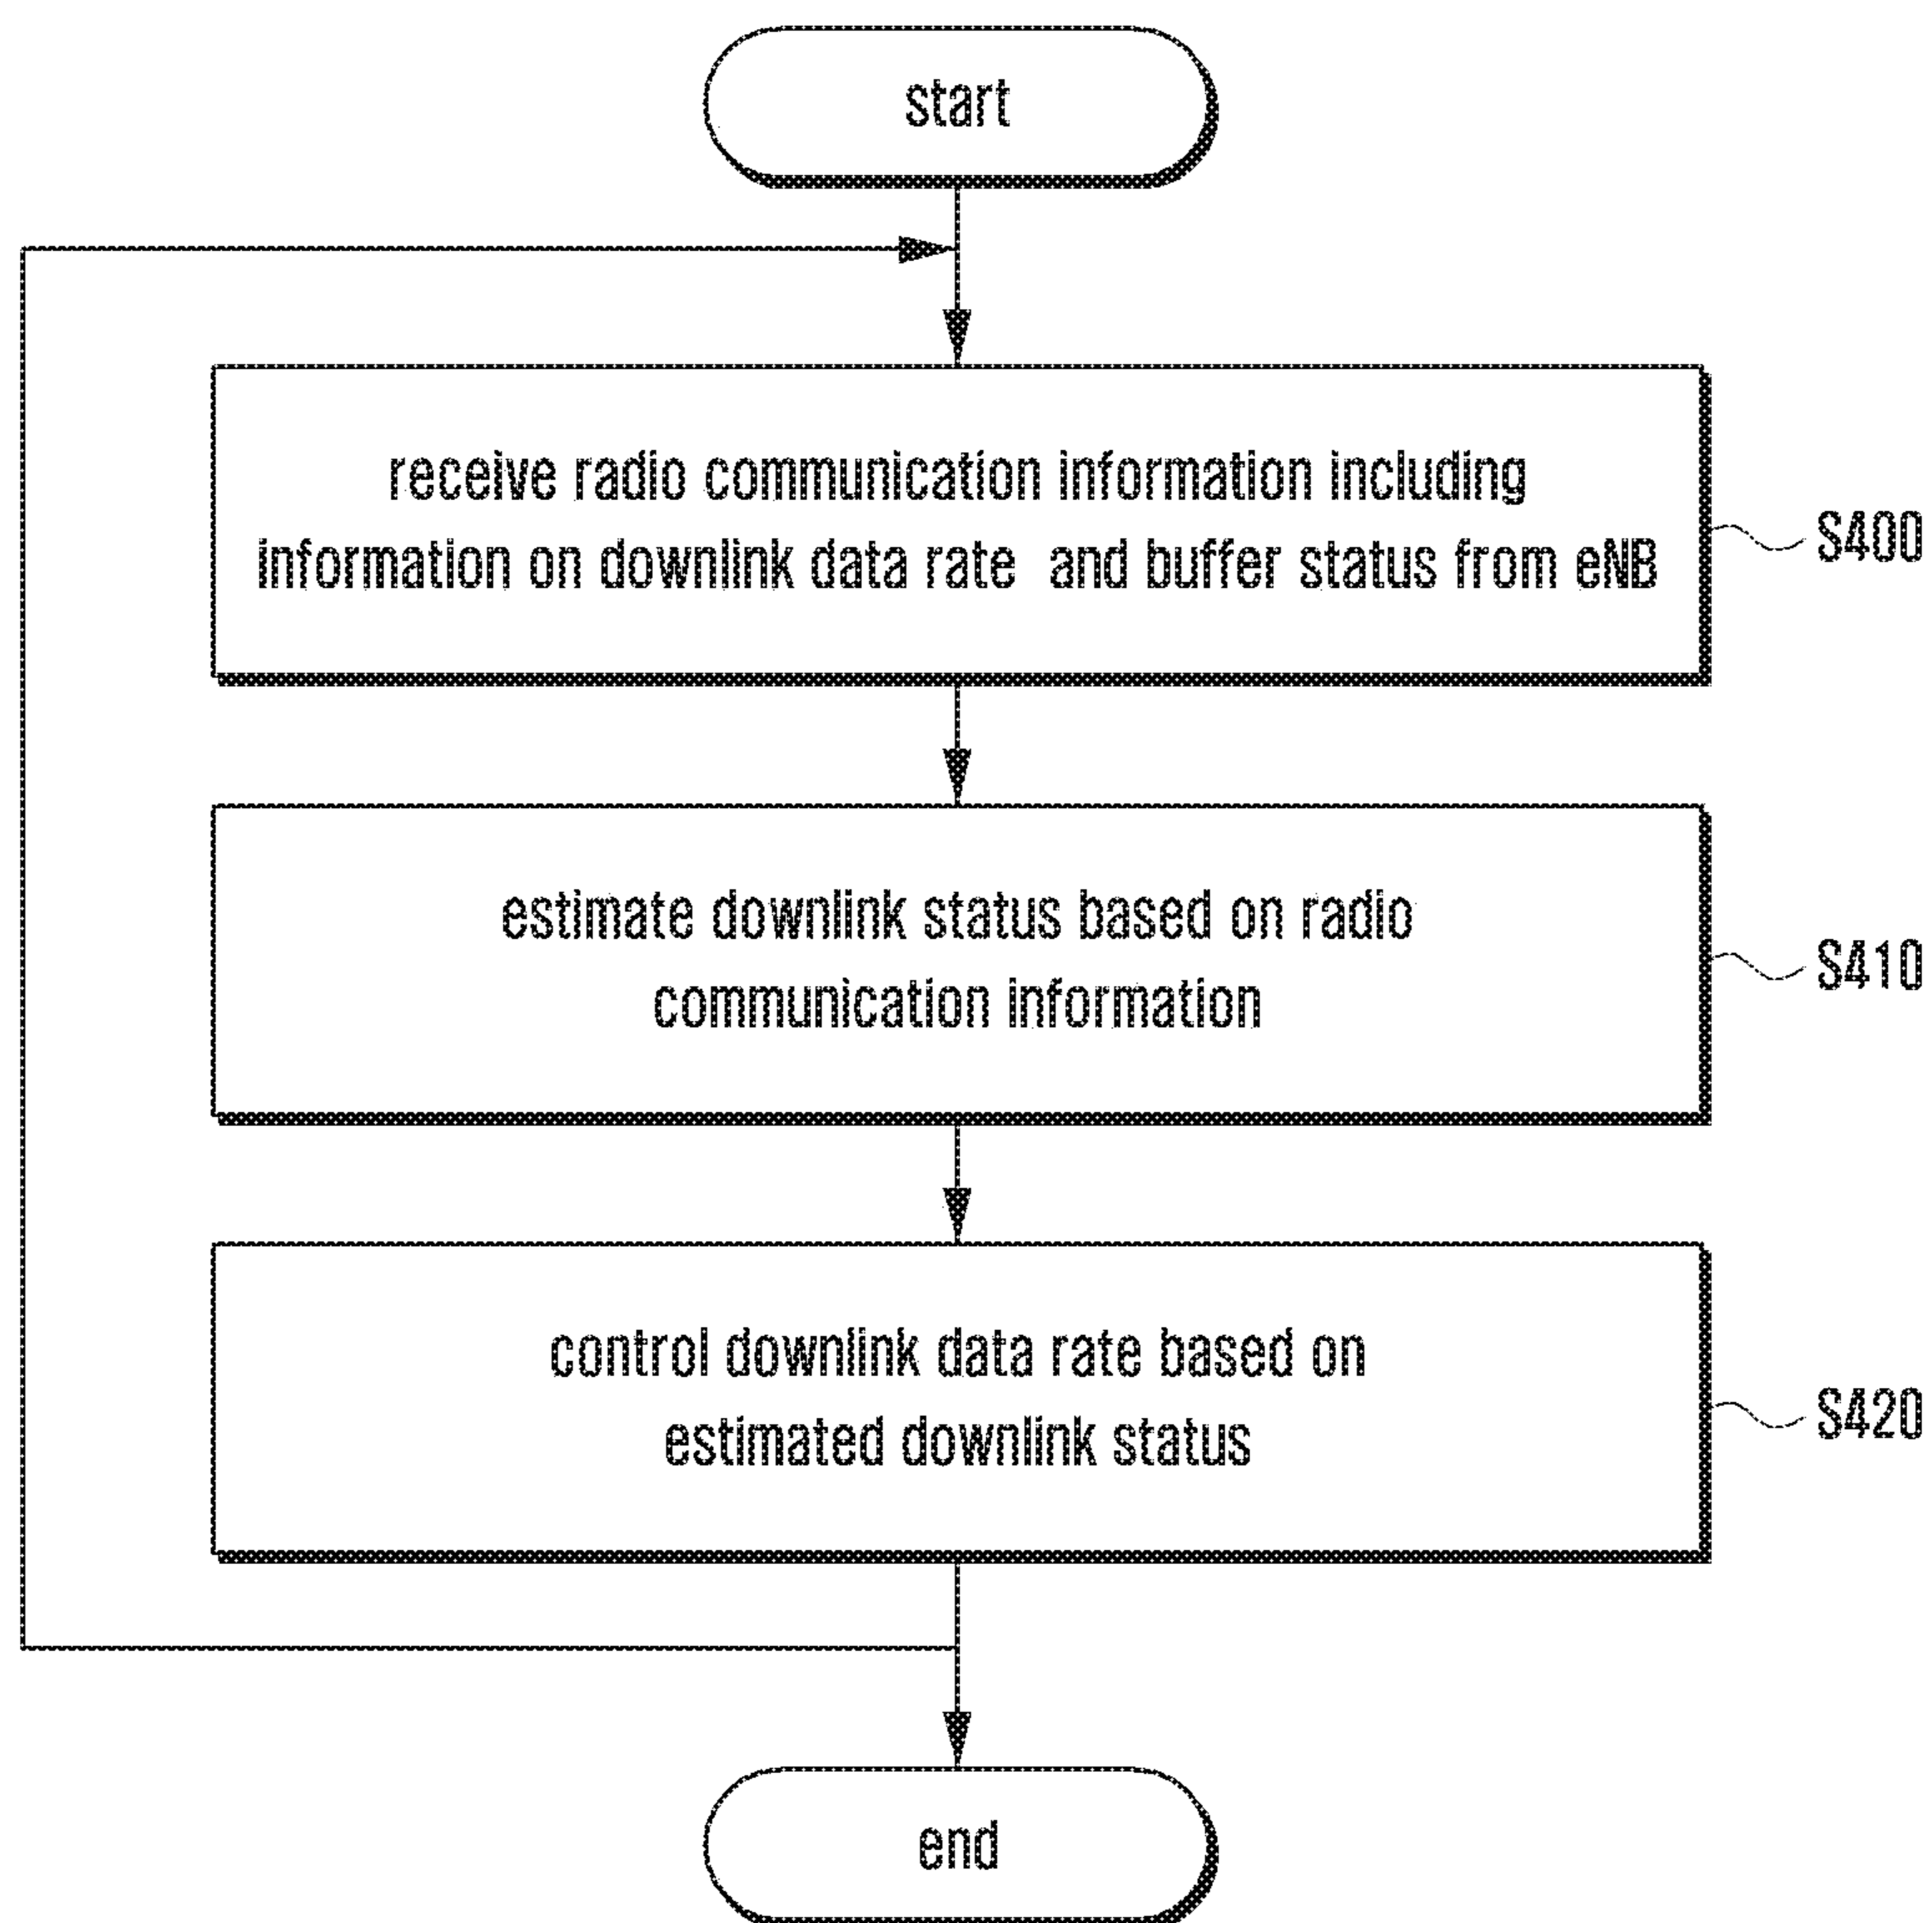 start
receive radio communication information including
information on downlink data rate and buffer status from eNB
S400
estimate downlink status based on radio
communication information
S410
control downlink data rate based on
estimated downlink status
S420
end